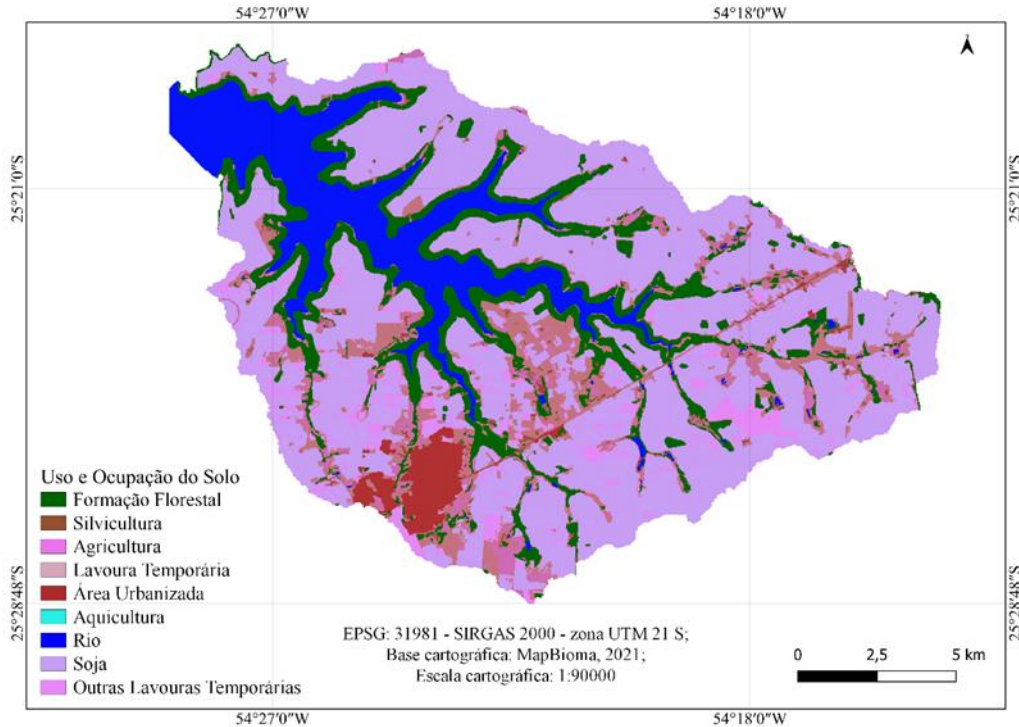 54°27'0"W 54°18'0"W
25°21'0"S 25°21'0"S
Uso e Ocupação do Solo
Formação Florestal
Silvicultura
Agricultura
Lavoura Temporária
Área Urbanizada
Aquicultura
Rio
Soja
Outras Lavouras Temporárias
25°28'48"S 25°28'48"S
EPSG: 31981 - SIRGAS 2000 - zona UTM 21 S;
Base cartográfica: MapBioma, 2021;
Escala cartográfica: 1:90000
0 2,5 5 km
54°27'0"W 54°18'0"W